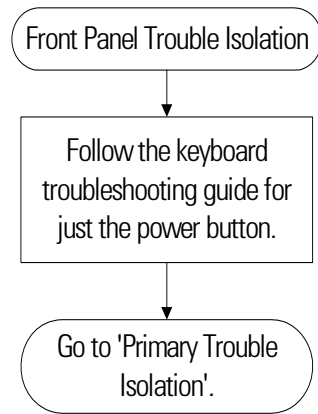 Front Panel Trouble Isolation
Follow the keyboard
troubleshooting guide for
just the power button.
Go to 'Primary Trouble
Isolation'.